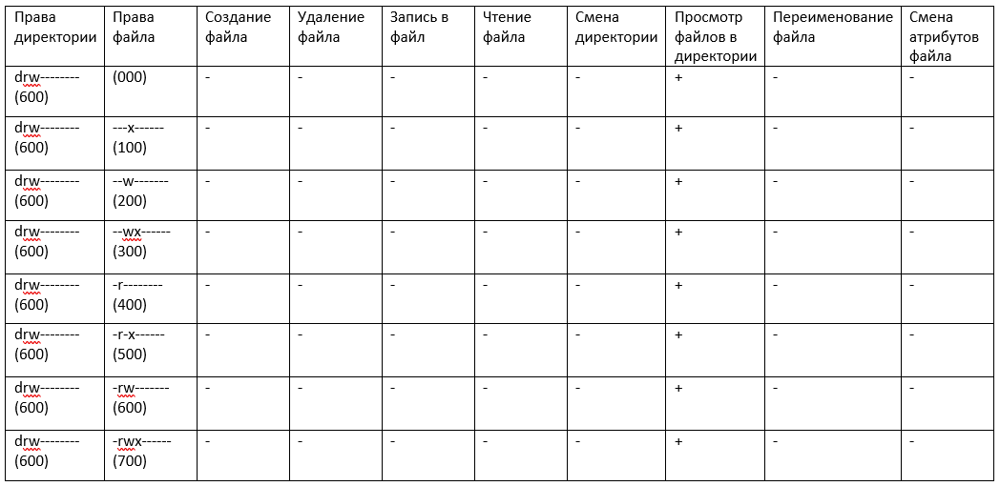 Права
директории
Права
файла
Создание
файла
Удаление
файла
Запись в
файл
Чтение
файла
Смена
директории
Просмотр
файлов в
директории
Переименование
файла
Смена
атрибутов
файла
drw--------
(600)
(000)
-
-
-
-
-
+
-
-
drw--------
(600)
---x------
(100)
-
-
-
-
-
+
-
-
drw--------
(600)
--w-------
(200)
-
-
-
-
-
+
-
-
drw--------
(600)
--wx------
(300)
-
-
-
-
-
+
-
-
drw--------
(600)
-r--------
(400)
-
-
-
-
-
+
-
-
drw--------
(600)
-r-x------
(500)
-
-
-
-
-
+
-
-
drw--------
(600)
-rw-------
(600)
-
-
-
-
-
+
-
-
drw--------
(600)
-rwx------
(700)
-
-
-
-
-
+
-
-